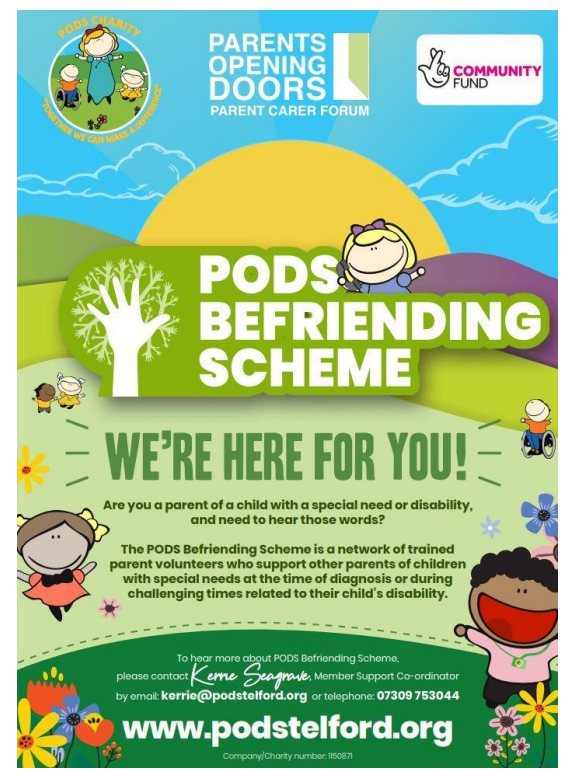 PODS CHARITY
"TOGETHER WE CAN MAKE A DIFFERENCE"
PARENTS
OPENING
DOORS
PARENT CARER FORUM
COMMUNITY
FUND
PODS
BEFRIENDING
SCHEME
WE'RE HERE FOR YOU!
Are you a parent of a child with a special need or disability,
and need to hear those words?
The PODS Befriending Scheme is a network of trained
parent volunteers who support other parents of children
with special needs at the time of diagnosis or during
challenging times related to their child's disability.
To hear more about PODS Befriending Scheme,
please contact Kerrie Seagrave, Member Support Co-ordinator
by email: kerrie@podstelford.org or telephone: 07309 753044
www.podstelford.org
Company/Charity number: 1150871